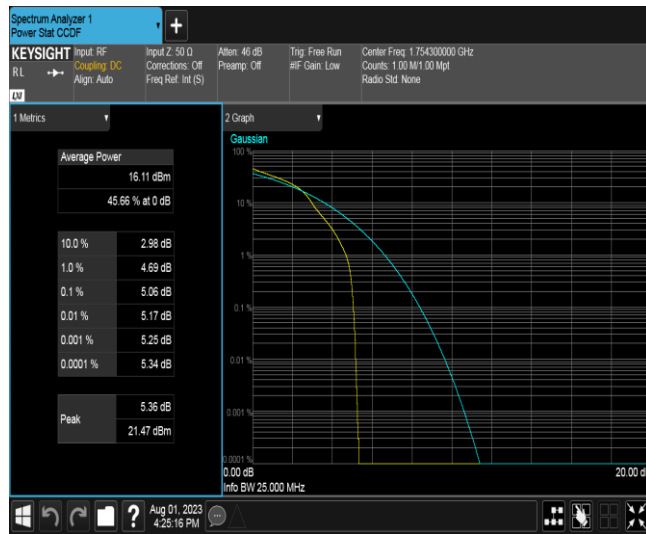 Spectrum Analyzer 1
Power Stat CCDF
+
KEYSIGHT
RL
LXI
Input: RF
Coupling: DC
Align: Auto
Input Z: 50 Ω
Corrections: Off
Freq Ref: Int (S)
Atten: 46 dB
Preamp: Off
Trig: Free Run
#IF Gain: Low
Center Freq: 1.754300000 GHz
Counts: 1.00 M/1.00 Mpt
Radio Std: None
1 Metrics
Average Power
16.11 dBm
45.66 % at 0 dB
10.0 % 2.98 dB
1.0 % 4.69 dB
0.1 % 5.06 dB
0.01 % 5.17 dB
0.001 % 5.25 dB
0.0001 % 5.34 dB
Peak
5.36 dB
21.47 dBm
2 Graph
Gaussian
100 %
10 %
1 %
0.1 %
0.01 %
0.001 %
0.0001 %
0.00 dB
20.00 d
Info BW 25.000 MHz
?
Aug 01, 2023
4:25:16 PM